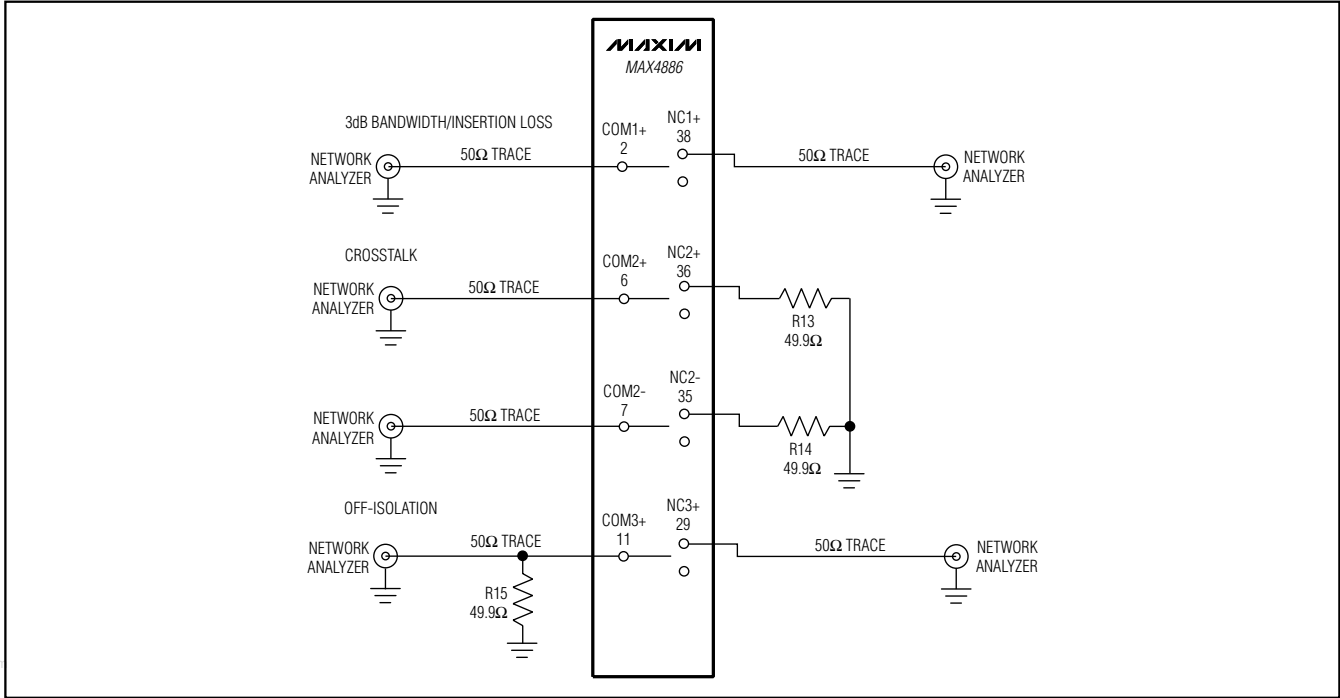 MAXIM
MAX4886
3dB BANDWIDTH/INSERTION LOSS
COM1+
2
NC1+
38
NETWORK
ANALYZER
50Ω TRACE
50Ω TRACE
NETWORK
ANALYZER
CROSSTALK
COM2+
6
NC2+
36
NETWORK
ANALYZER
50Ω TRACE
R13
49.9Ω
COM2-
7
NC2-
35
NETWORK
ANALYZER
50Ω TRACE
R14
49.9Ω
OFF-ISOLATION
COM3+
11
NC3+
29
NETWORK
ANALYZER
50Ω TRACE
50Ω TRACE
NETWORK
ANALYZER
R15
49.9Ω